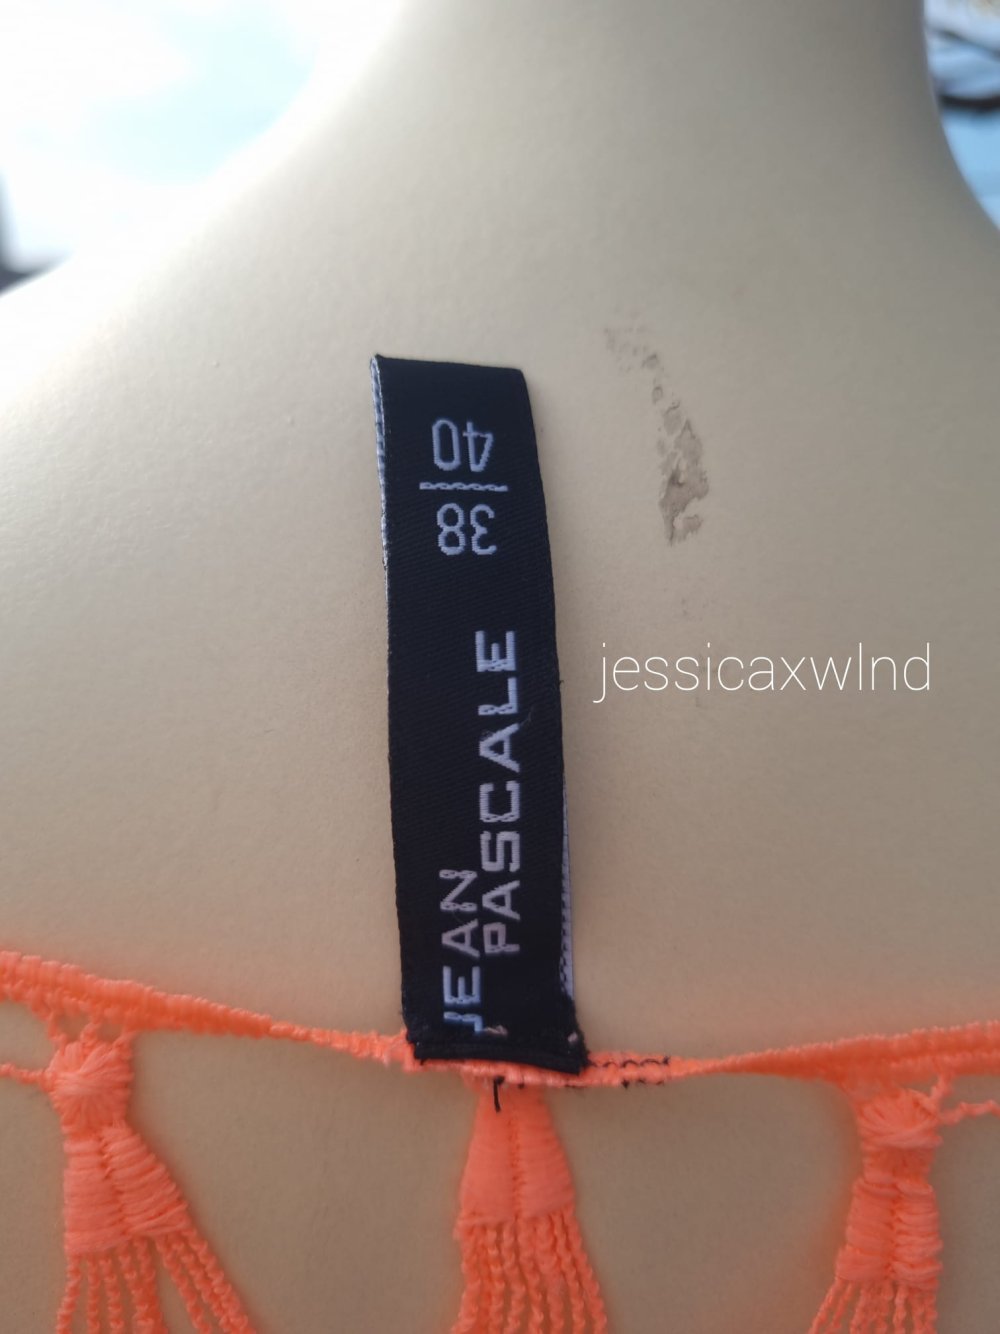 JEAN
PASCALE
38|40
jessicaxwlnd